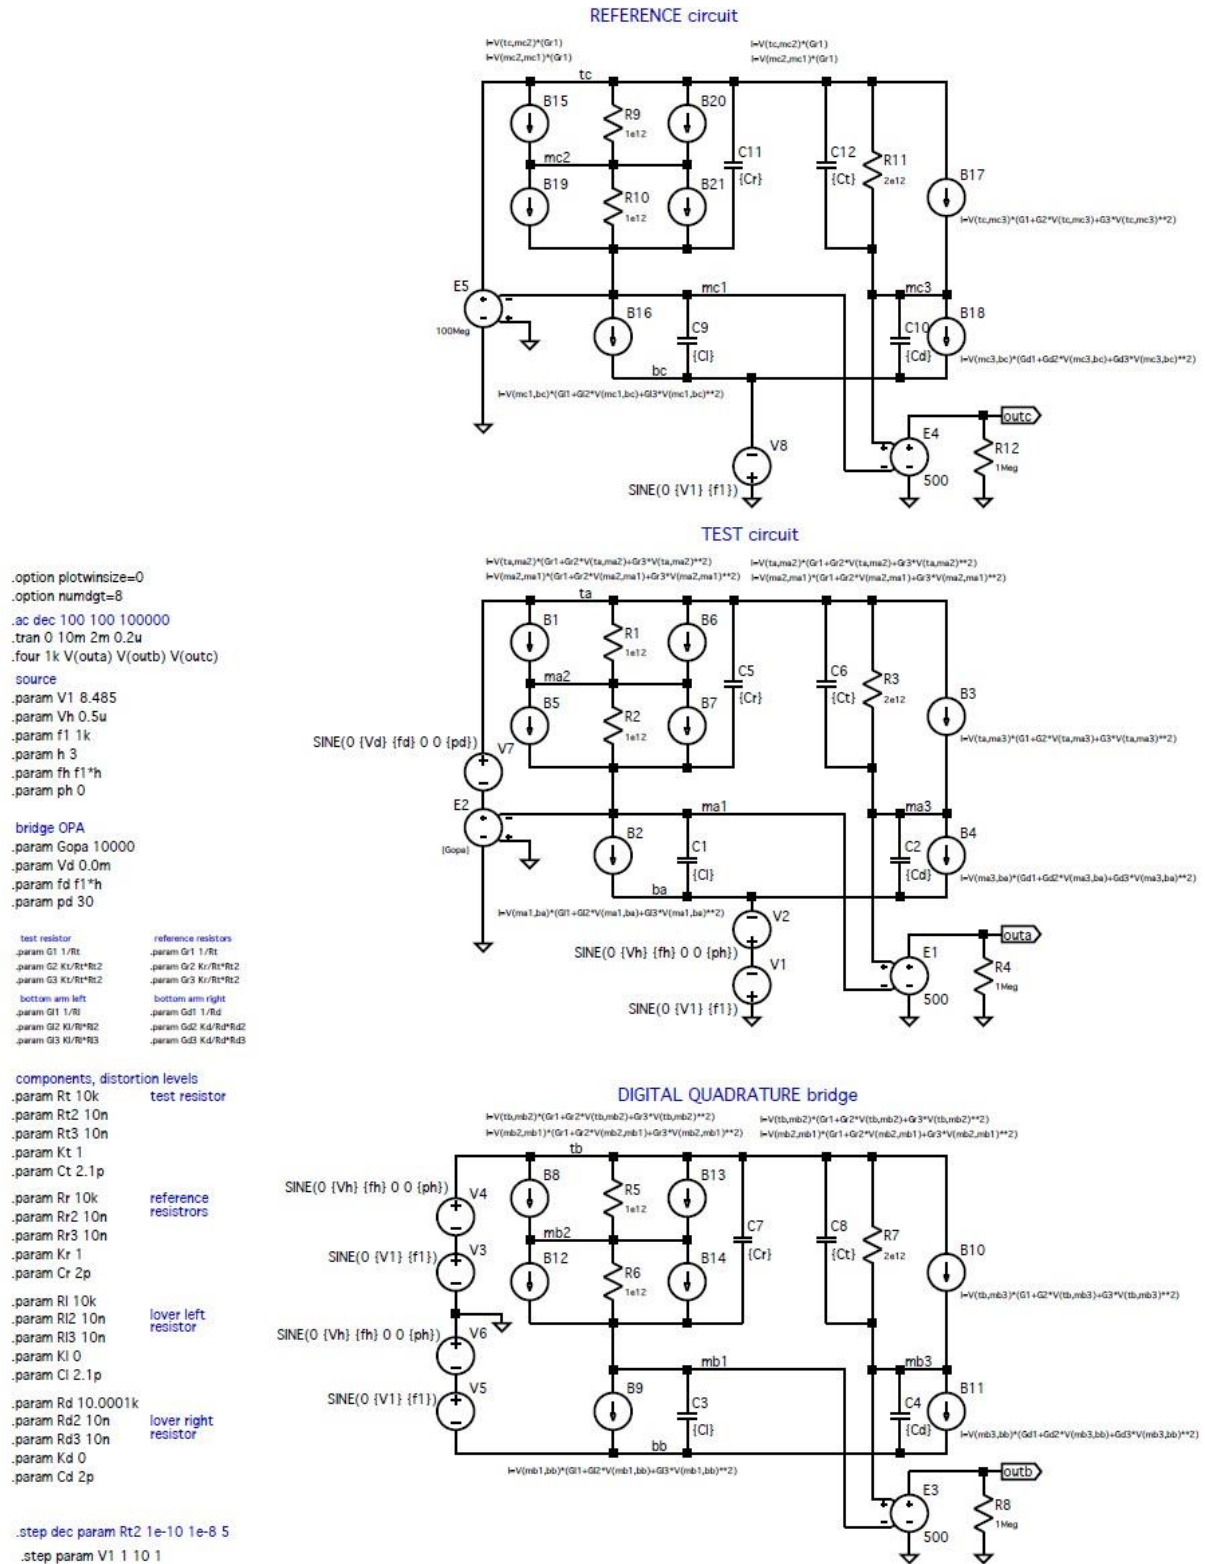 REFERENCE circuit
I=V(tc,mc2)*(Gr1)
I=V(mc2,mc1)*(Gr1)
I=V(tc,mc2)*(Gr1)
I=V(mc2,mc1)*(Gr1)
tc
B15
R9
1e12
B20
C11
{Cr}
C12
{Ct}
R11
2e12
B17
I=V(tc,mc3)*(G1+G2*V(tc,mc3)+G3*V(tc,mc3)**2)
mc2
B19
R10
1e12
B21
E5
100Meg
mc1
mc3
B16
C9
{Cl}
C10
{Cd}
B18
I=V(mc3,bc)*(Gd1+Gd2*V(mc3,bc)+Gd3*V(mc3,bc)**2)
bc
I=V(mc1,bc)*(Gl1+Gl2*V(mc1,bc)+Gl3*V(mc1,bc)**2)
V8
SINE(0 {V1} {f1})
E4
500
outc
R12
1Meg
TEST circuit
I=V(ta,ma2)*(Gr1+Gr2*V(ta,ma2)+Gr3*V(ta,ma2)**2)
I=V(ma2,ma1)*(Gr1+Gr2*V(ma2,ma1)+Gr3*V(ma2,ma1)**2)
I=V(ta,ma2)*(Gr1+Gr2*V(ta,ma2)+Gr3*V(ta,ma2)**2)
I=V(ma2,ma1)*(Gr1+Gr2*V(ma2,ma1)+Gr3*V(ma2,ma1)**2)
ta
B1
R1
1e12
B6
C5
{Cr}
C6
{Ct}
R3
2e12
B3
I=V(ta,ma3)*(G1+G2*V(ta,ma3)+G3*V(ta,ma3)**2)
ma2
B5
R2
1e12
B7
SINE(0 {Vd} {fd} 0 0 {pd})
V7
E2
{Gopa}
ma1
ma3
B2
C1
{Cl}
C2
{Cd}
B4
I=V(ma3,ba)*(Gd1+Gd2*V(ma3,ba)+Gd3*V(ma3,ba)**2)
ba
I=V(ma1,ba)*(Gl1+Gl2*V(ma1,ba)+Gl3*V(ma1,ba)**2)
V2
SINE(0 {Vh} {fh} 0 0 {ph})
V1
SINE(0 {V1} {f1})
E1
500
outa
R4
1Meg
DIGITAL QUADRATURE bridge
I=V(tb,mb2)*(Gr1+Gr2*V(tb,mb2)+Gr3*V(tb,mb2)**2)
I=V(mb2,mb1)*(Gr1+Gr2*V(mb2,mb1)+Gr3*V(mb2,mb1)**2)
I=V(tb,mb2)*(Gr1+Gr2*V(tb,mb2)+Gr3*V(tb,mb2)**2)
I=V(mb2,mb1)*(Gr1+Gr2*V(mb2,mb1)+Gr3*V(mb2,mb1)**2)
tb
SINE(0 {Vh} {fh} 0 0 {ph})
V4
V3
SINE(0 {V1} {f1})
SINE(0 {Vh} {fh} 0 0 {ph})
V6
SINE(0 {V1} {f1})
V5
B8
R5
1e12
B13
C7
{Cr}
C8
{Ct}
R7
2e12
B10
I=V(tb,mb3)*(G1+G2*V(tb,mb3)+G3*V(tb,mb3)**2)
mb2
B12
R6
1e12
B14
mb1
mb3
B9
C3
{Cl}
C4
{Cd}
B11
I=V(mb3,bb)*(Gd1+Gd2*V(mb3,bb)+Gd3*V(mb3,bb)**2)
bb
I=V(mb1,bb)*(Gl1+Gl2*V(mb1,bb)+Gl3*V(mb1,bb)**2)
E3
500
outb
R8
1Meg
.option plotwinsize=0
.option numdgt=8
.ac dec 100 100 100000
.tran 0 10m 2m 0.2u
.four 1k V(outa) V(outb) V(outc)
source
.param V1 8.485
.param Vh 0.5u
.param f1 1k
.param h 3
.param fh f1*h
.param ph 0
bridge OPA
.param Gopa 10000
.param Vd 0.0m
.param fd f1*h
.param pd 30
test resistor
.param G1 1/Rt
.param G2 Kt/Rt*Rt2
.param G3 Kt/Rt*Rt2
reference resistors
.param Gr1 1/Rt
.param Gr2 Kr/Rt*Rt2
.param Gr3 Kr/Rt*Rt2
bottom arm left
.param Gl1 1/Rl
.param Gl2 Kl/Rl*Rl2
.param Gl3 Kl/Rl*Rl3
bottom arm right
.param Gd1 1/Rd
.param Gd2 Kd/Rd*Rd2
.param Gd3 Kd/Rd*Rd3
components, distortion levels
.param Rt 10k test resistor
.param Rt2 10n
.param Rt3 10n
.param Kt 1
.param Ct 2.1p
.param Rr 10k reference
.param Rr2 10n resistrors
.param Rr3 10n
.param Kr 1
.param Cr 2p
.param Rl 10k
.param Rl2 10n lover left
.param Rl3 10n resistor
.param Kl 0
.param Cl 2.1p
.param Rd 10.0001k
.param Rd2 10n lover right
.param Rd3 10n resistor
.param Kd 0
.param Cd 2p
.step dec param Rt2 1e-10 1e-8 5
.step param V1 1 10 1